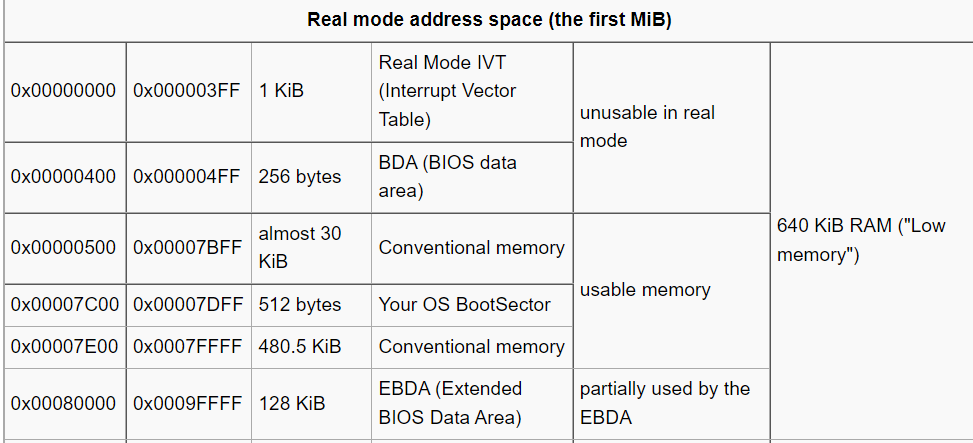 Real mode address space (the first MiB)
0x00000000 0x000003FF 1 KiB Real Mode IVT
(Interrupt Vector
Table)
unusable in real
mode
0x00000400 0x000004FF 256 bytes BDA (BIOS data
area)
640 KiB RAM ("Low
memory")
0x00000500 0x00007BFF almost 30
KiB
Conventional memory
usable memory
0x00007C00 0x00007DFF 512 bytes Your OS BootSector
0x00007E00 0x0007FFFF 480.5 KiB Conventional memory
0x00080000 0x0009FFFF 128 KiB EBDA (Extended
BIOS Data Area)
partially used by the
EBDA